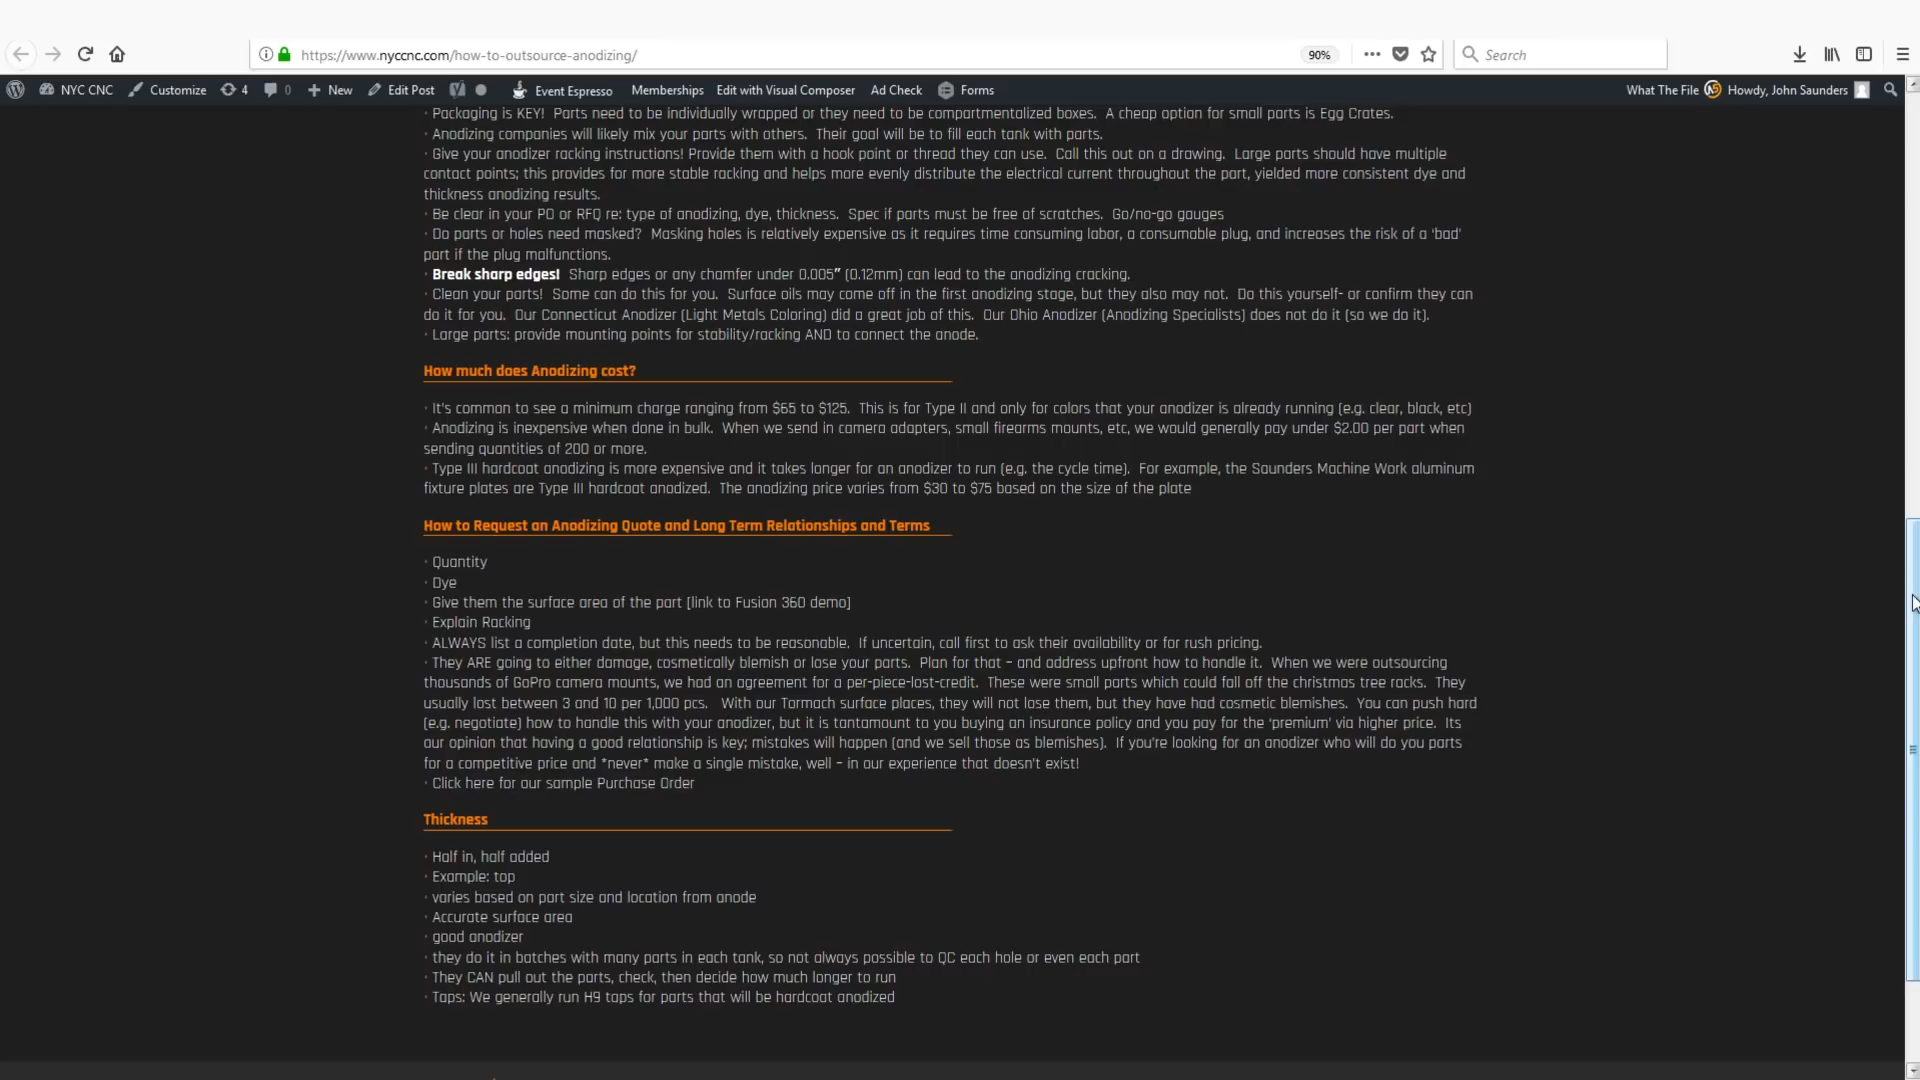 https://www.nyccnc.com/how-to-outsource-anodizing/
90%
Search
NYC CNC
Customize
4
0
New
Edit Post
Event Espresso
Memberships
Edit with Visual Composer
Ad Check
Forms
What The File
Howdy, John Saunders
· Packaging is KEY!  Parts need to be individually wrapped or they need to be compartmentalized boxes.  A cheap option for small parts is Egg Crates.
· Anodizing companies will likely mix your parts with others.  Their goal will be to fill each tank with parts.
· Give your anodizer racking instructions! Provide them with a hook point or thread they can use.  Call this out on a drawing.  Large parts should have multiple
contact points; this provides for more stable racking and helps more evenly distribute the electrical current throughout the part, yielded more consistent dye and
thickness anodizing results.
· Be clear in your PO or RFQ re: type of anodizing, dye, thickness.  Spec if parts must be free of scratches.  Go/no-go gauges
· Do parts or holes need masked?  Masking holes is relatively expensive as it requires time consuming labor, a consumable plug, and increases the risk of a ‘bad’
part if the plug malfunctions.
· Break sharp edges!  Sharp edges or any chamfer under 0.005″ (0.12mm) can lead to the anodizing cracking.
· Clean your parts!  Some can do this for you.  Surface oils may come off in the first anodizing stage, but they also may not.  Do this yourself- or confirm they can
do it for you.  Our Connecticut Anodizer (Light Metals Coloring) did a great job of this.  Our Ohio Anodizer (Anodizing Specialists) does not do it (so we do it).
· Large parts: provide mounting points for stability/racking AND to connect the anode.
How much does Anodizing cost?
· It’s common to see a minimum charge ranging from $65 to $125.  This is for Type II and only for colors that your anodizer is already running (e.g. clear, black, etc)
· Anodizing is inexpensive when done in bulk.  When we send in camera adapters, small firearms mounts, etc, we would generally pay under $2.00 per part when
sending quantities of 200 or more.
· Type III hardcoat anodizing is more expensive and it takes longer for an anodizer to run (e.g. the cycle time).  For example, the Saunders Machine Work aluminum
fixture plates are Type III hardcoat anodized.  The anodizing price varies from $30 to $75 based on the size of the plate
How to Request an Anodizing Quote and Long Term Relationships and Terms
· Quantity
· Dye
· Give them the surface area of the part [link to Fusion 360 demo]
· Explain Racking
· ALWAYS list a completion date, but this needs to be reasonable.  If uncertain, call first to ask their availability or for rush pricing.
· They ARE going to either damage, cosmetically blemish or lose your parts.  Plan for that – and address upfront how to handle it.  When we were outsourcing
thousands of GoPro camera mounts, we had an agreement for a per-piece-lost-credit.  These were small parts which could fall off the christmas tree racks.  They
usually lost between 3 and 10 per 1,000 pcs.   With our Tormach surface places, they will not lose them, but they have had cosmetic blemishes.  You can push hard
(e.g. negotiate) how to handle this with your anodizer, but it is tantamount to you buying an insurance policy and you pay for the ‘premium’ via higher price.  Its
our opinion that having a good relationship is key; mistakes will happen (and we sell those as blemishes).  If you’re looking for an anodizer who will do you parts
for a competitive price and *never* make a single mistake, well – in our experience that doesn’t exist!
· Click here for our sample Purchase Order
Thickness
· Half in, half added
· Example: top
· varies based on part size and location from anode
· Accurate surface area
· good anodizer
· they do it in batches with many parts in each tank, so not always possible to QC each hole or even each part
· They CAN pull out the parts, check, then decide how much longer to run
· Taps: We generally run H9 taps for parts that will be hardcoat anodized